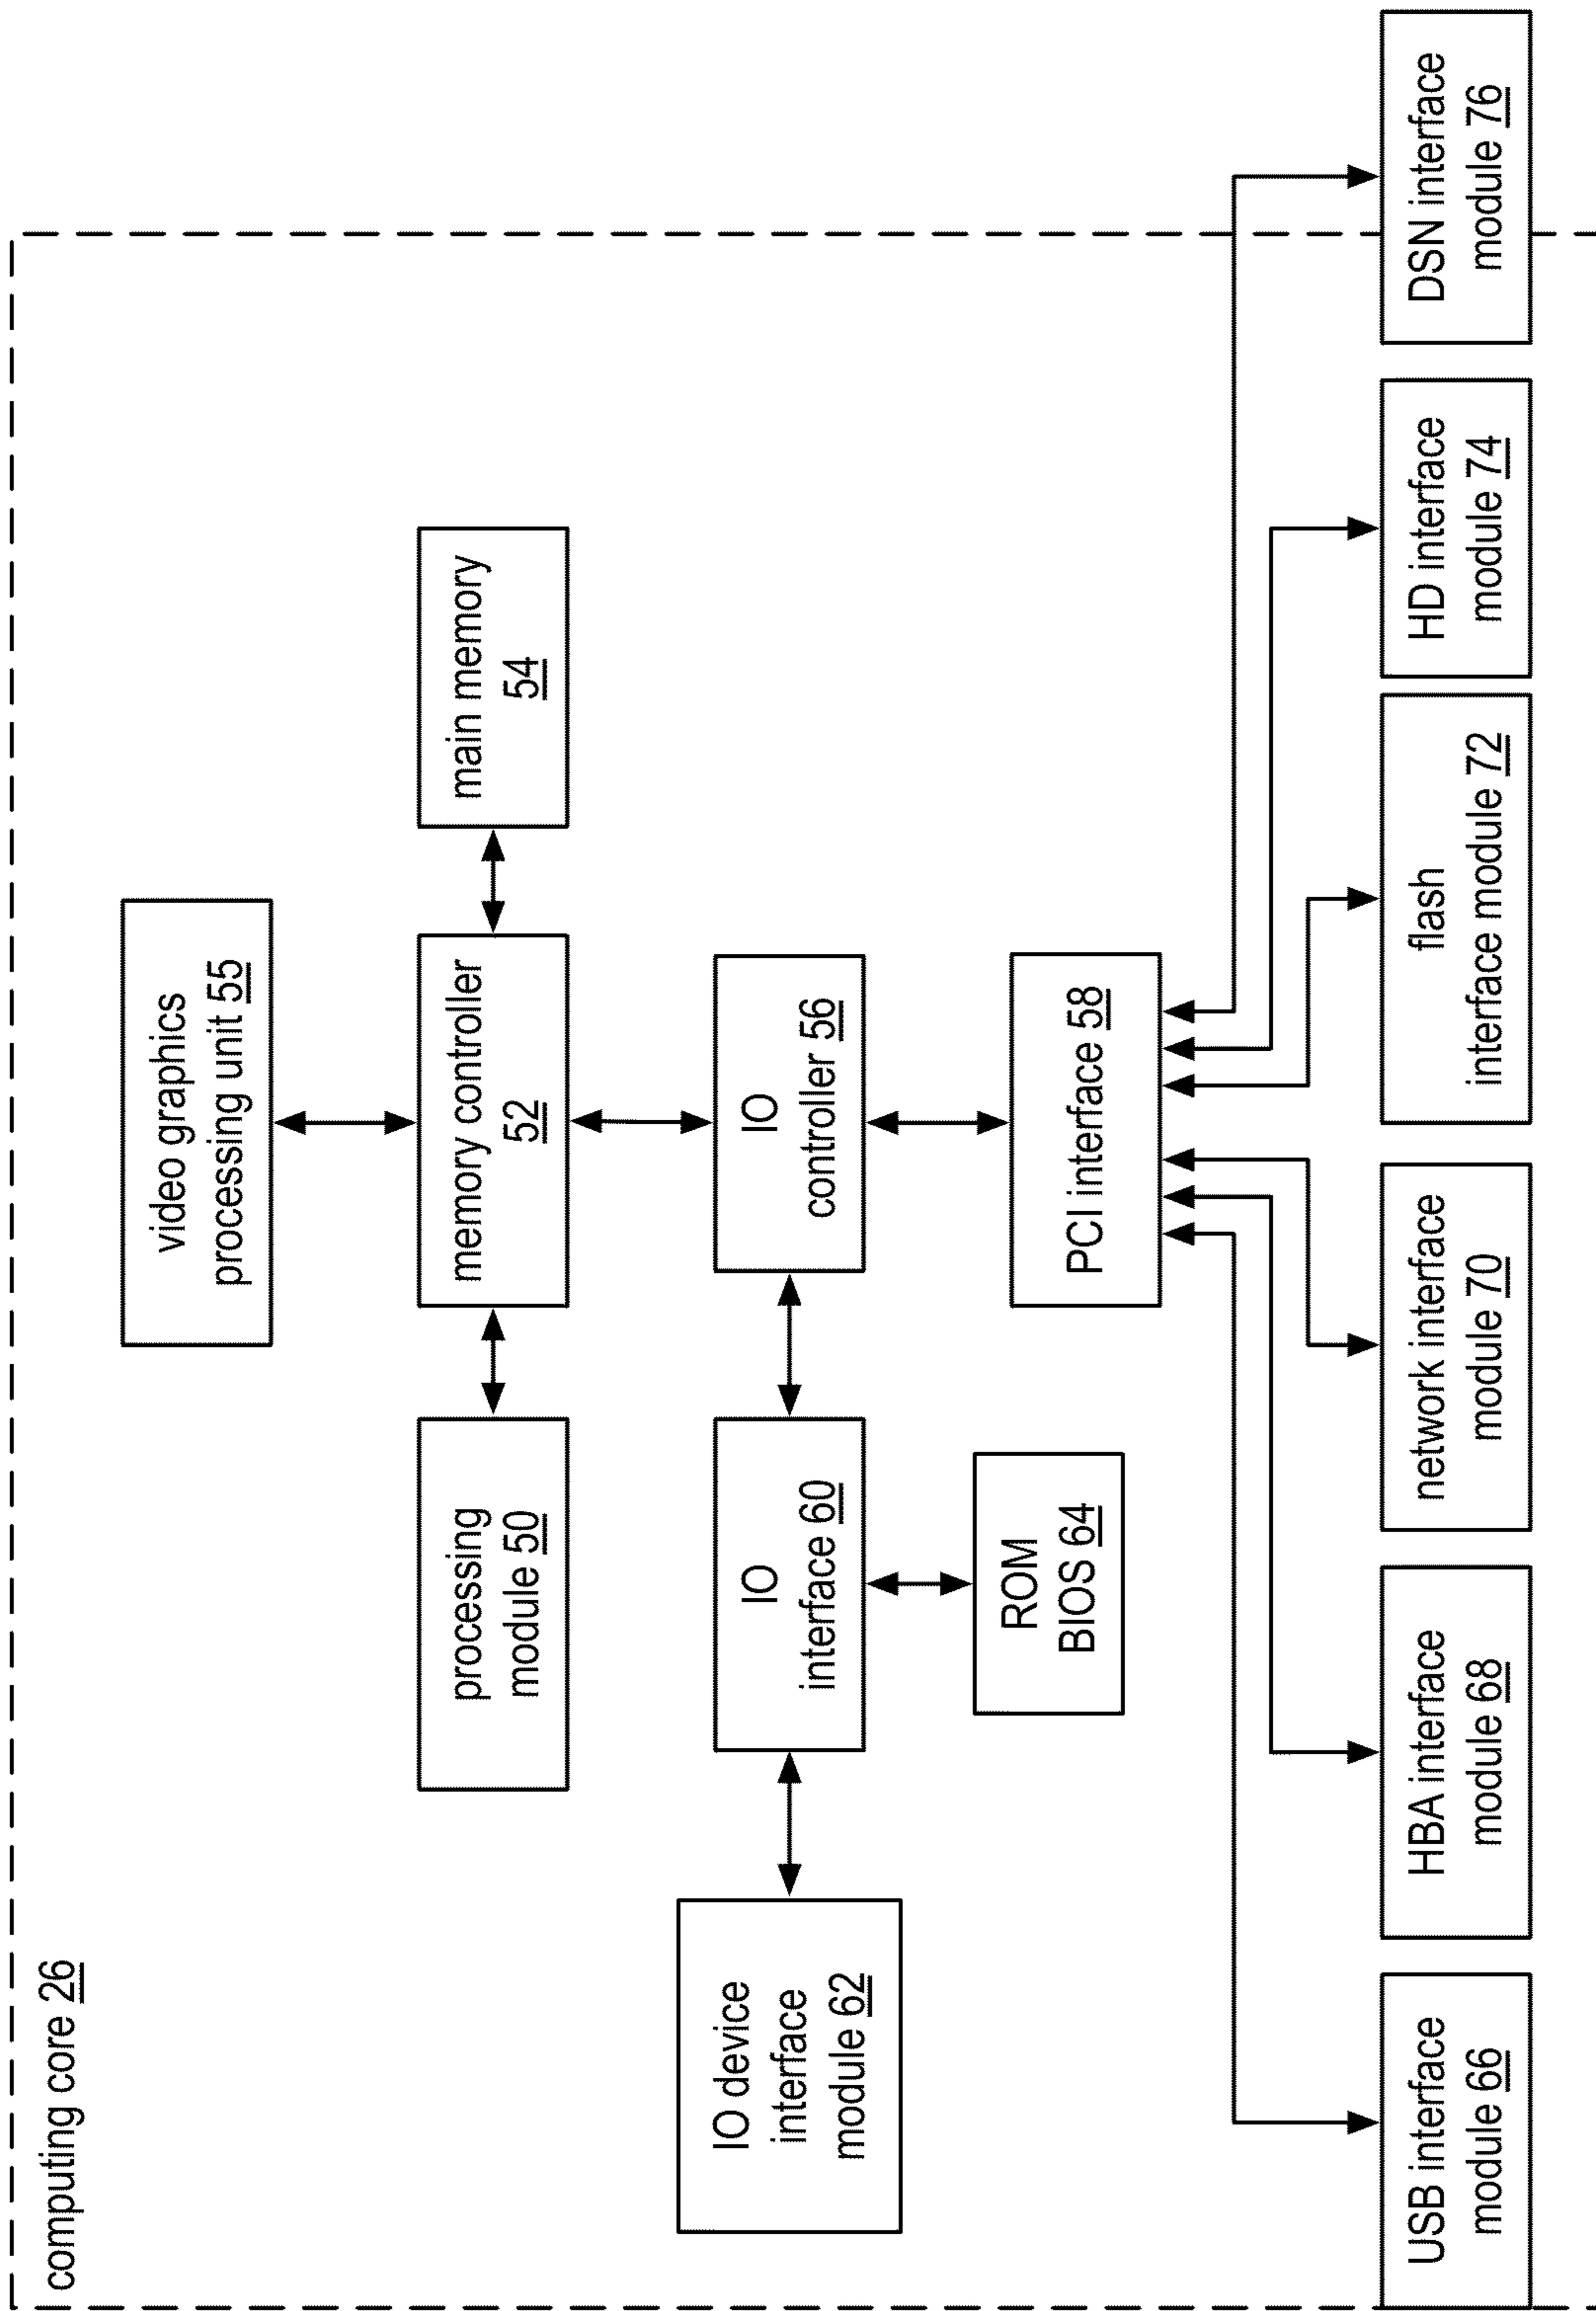 computing core 26
video graphics
processing unit 55
processing
module 50
memory controller
52
main memory
54
IO device
interface
module 62
IO
interface 60
IO
controller 56
ROM
BIOS 64
PCI interface 58
USB interface
module 66
HBA interface
module 68
network interface
module 70
flash
interface module 72
HD interface
module 74
DSN interface
module 76